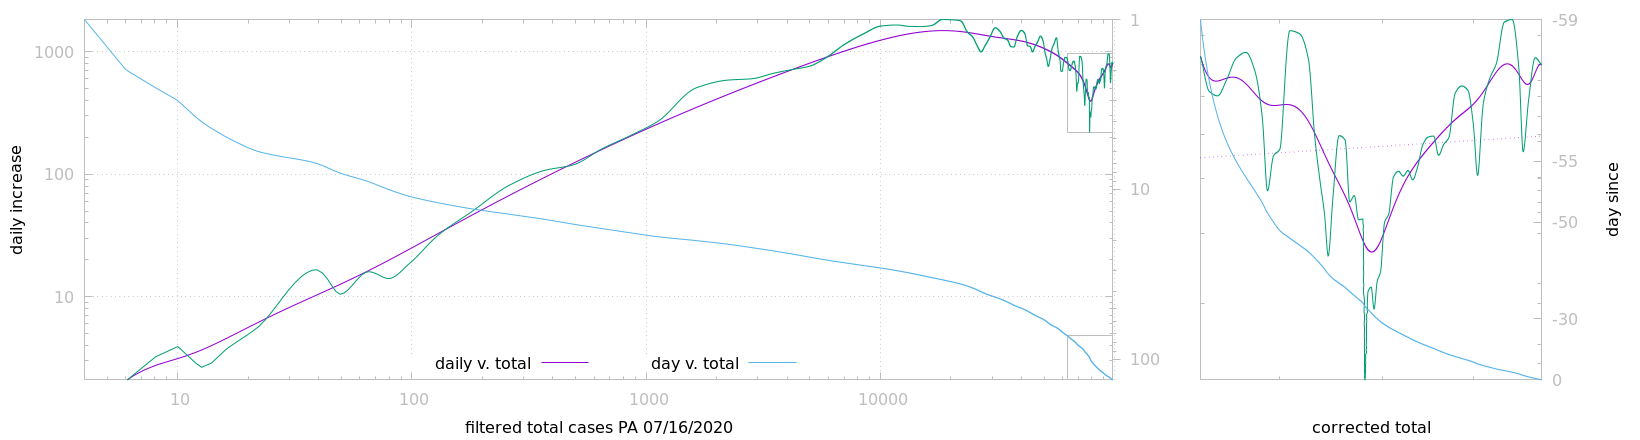 1000
100
10
daily increase
daily v. total
day v. total
10
100
1000
10000
filtered total cases PA 07/16/2020
1
10
100
-59
-55
-50
-30
0
day since
corrected total